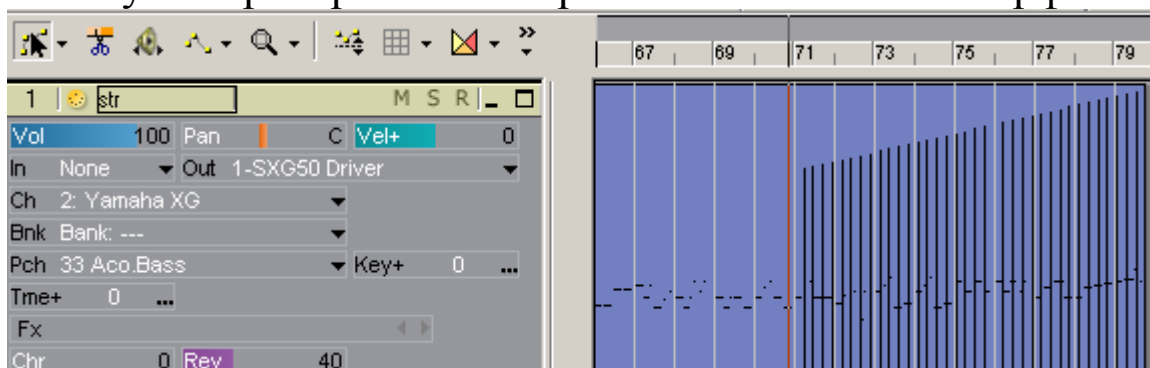 67 69 71 73 75 77 79
1 str M S R
Vol 100 Pan C Vel+ 0
In None Out 1-SXG50 Driver
Ch 2: Yamaha XG
Bnk Bank: ---
Pch 33 Aco.Bass Key+ 0 ...
Tme+ 0 ...
Fx
Chr 0 Rev 40